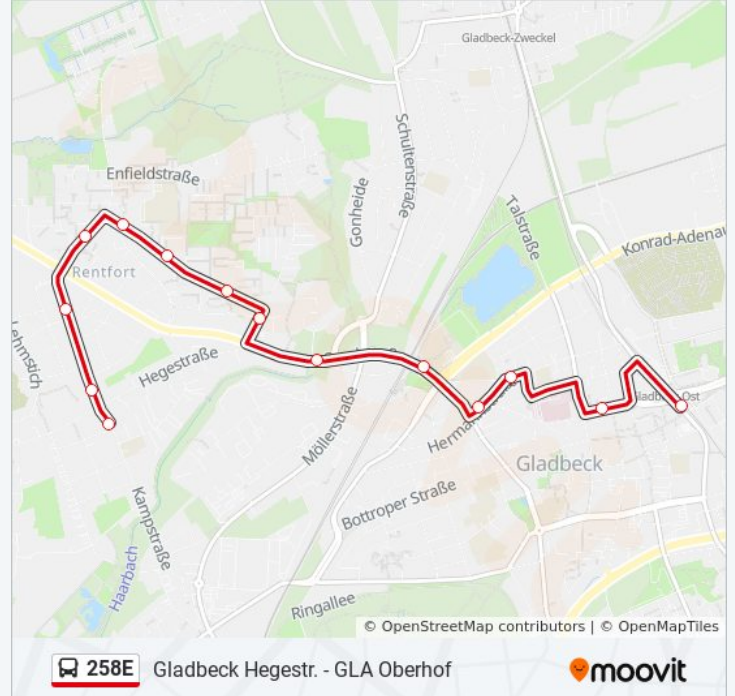 Gladbeck-Zweckel
Schultenstraße
Enfieldstraße
Gonheide
Talstraße
Konrad-Adenau
Rentfort
Lehmstich
Hegestraße
Möllerstraße
Gladbeck
Bottroper Straße
Kampstraße
Haarbach
Ringallee
© OpenStreetMap contributors | © OpenMapTiles
258E Gladbeck Hegestr. - GLA Oberhof
moovit